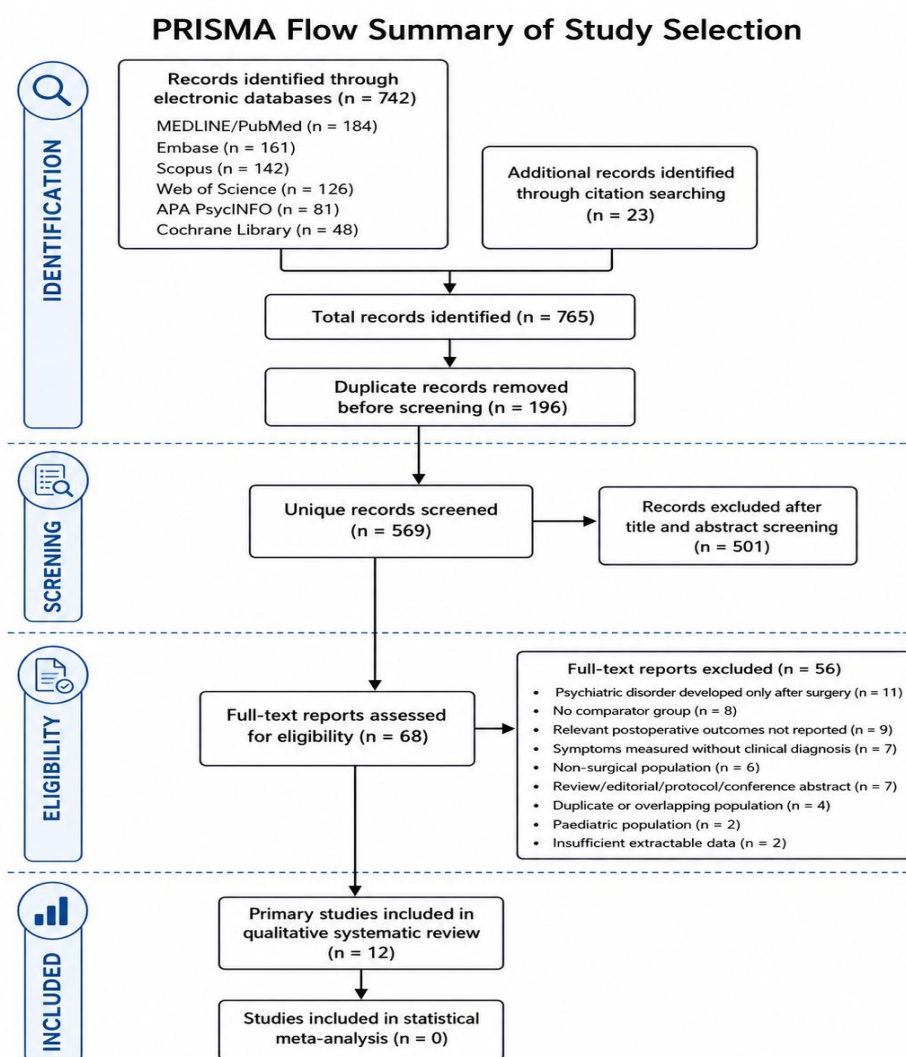 PRISMA Flow Summary of Study Selection
IDENTIFICATION
Records identified through
electronic databases (n = 742)
MEDLINE/PubMed (n = 184)
Embase (n = 161)
Scopus (n = 142)
Web of Science (n = 126)
APA PsycINFO (n = 81)
Cochrane Library (n = 48)
Additional records identified
through citation searching
(n = 23)
Total records identified (n = 765)
Duplicate records removed
before screening (n = 196)
SCRENING
Unique records screened
(n = 569)
Records excluded after
title and abstract screening
(n = 501)
ELIGIBILITY
Full-text reports assessed
for eligibility (n = 68)
Full-text reports excluded (n = 56)
• Psychiatric disorder developed only after surgery (n = 11)
• No comparator group (n = 8)
• Relevant postoperative outcomes not reported (n = 9)
• Symptoms measured without clinical diagnosis (n = 7)
• Non-surgical population (n = 6)
• Review/editorial/protocol/conference abstract (n = 7)
• Duplicate or overlapping population (n = 4)
• Paediatric population (n = 2)
• Insufficient extractable data (n = 2)
INCLUDED
Primary studies included in
qualitative systematic review
(n = 12)
Studies included in statistical
meta-analysis (n = 0)